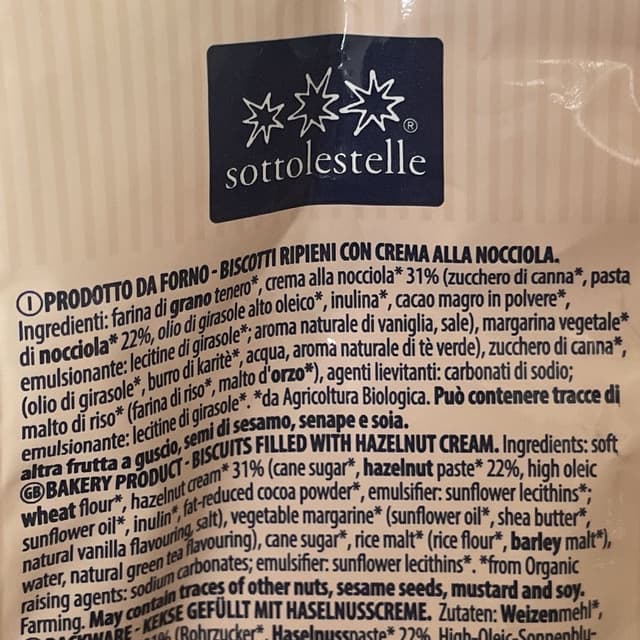 sottolestelle®
I PRODOTTO DA FORNO - BISCOTTI RIPIENI CON CREMA ALLA NOCCIOLA.
Ingredienti: farina di grano tenero*, crema alla nocciola* 31% (zucchero di canna*, pasta
di nocciola* 22%, olio di girasole alto oleico*, inulina*, cacao magro in polvere*,
emulsionante: lecitine di girasole*; aroma naturale di vaniglia, sale), margarina vegetale*
(olio di girasole*, burro di karitè*, acqua, aroma naturale di tè verde), zucchero di canna*,
malto di riso* (farina di riso*, malto d'orzo*), agenti lievitanti: carbonati di sodio;
emulsionante: lecitine di girasole*. *da Agricoltura Biologica. Può contenere tracce di
altra frutta a guscio, semi di sesamo, senape e soia.
GB BAKERY PRODUCT - BISCUITS FILLED WITH HAZELNUT CREAM. Ingredients: soft
wheat flour*, hazelnut cream* 31% (cane sugar*, hazelnut paste* 22%, high oleic
sunflower oil*, inulin*, fat-reduced cocoa powder*, emulsifier: sunflower lecithins*;
natural vanilla flavouring, salt), vegetable margarine* (sunflower oil*, shea butter*,
water, natural green tea flavouring), cane sugar*, rice malt* (rice flour*, barley malt*),
raising agents: sodium carbonates; emulsifier: sunflower lecithins*. *from Organic
Farming. May contain traces of other nuts, sesame seeds, mustard and soy.
BACKWARE - KEKSE GEFÜLLT MIT HASELNUSSCREME. Zutaten: Weizenmehl*,
(Rohrzucker*, Haselnusspaste* 22%, High-Oleic-Sonnenblu-